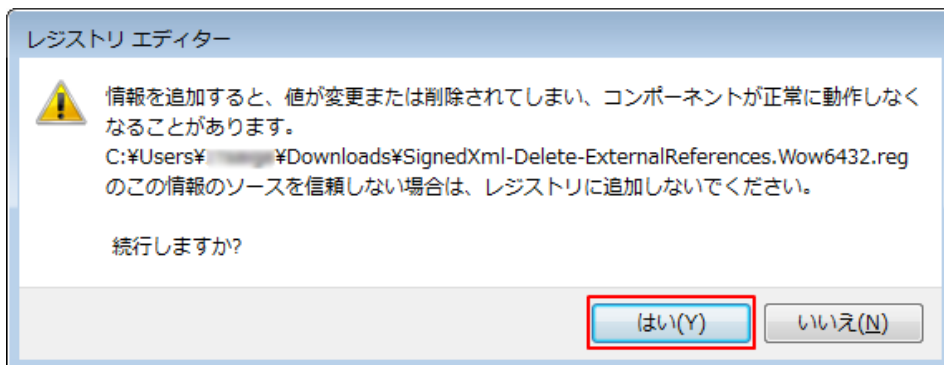 レジストリ エディター
情報を追加すると、値が変更または削除されてしまい、コンポーネントが正常に動作しなく
なることがあります。
C:¥Users¥ ¥Downloads¥SignedXml-Delete-ExternalReferences.Wow6432.reg
のこの情報のソースを信頼しない場合は、レジストリに追加しないでください。
続行しますか?
はい(Y) いいえ(N)